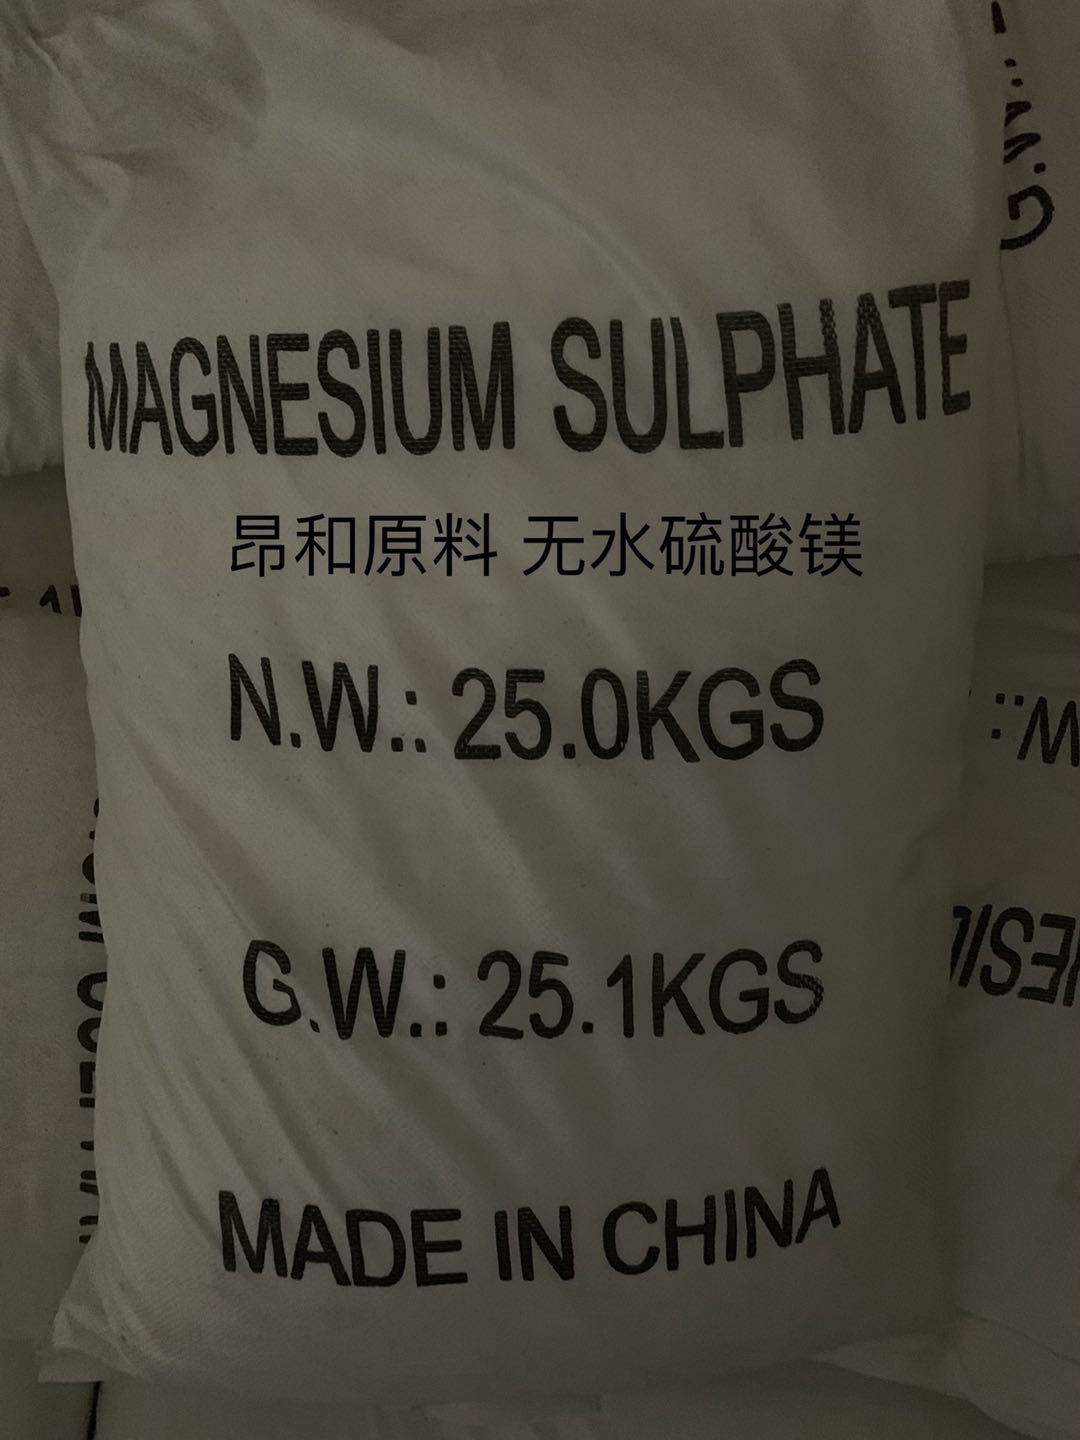 MAGNESIUM SULPHATE
昂和原料 无水硫酸镁
N.W.: 25.0KGS
G.W.: 25.1KGS
MADE IN CHINA
G.W.:
W.: